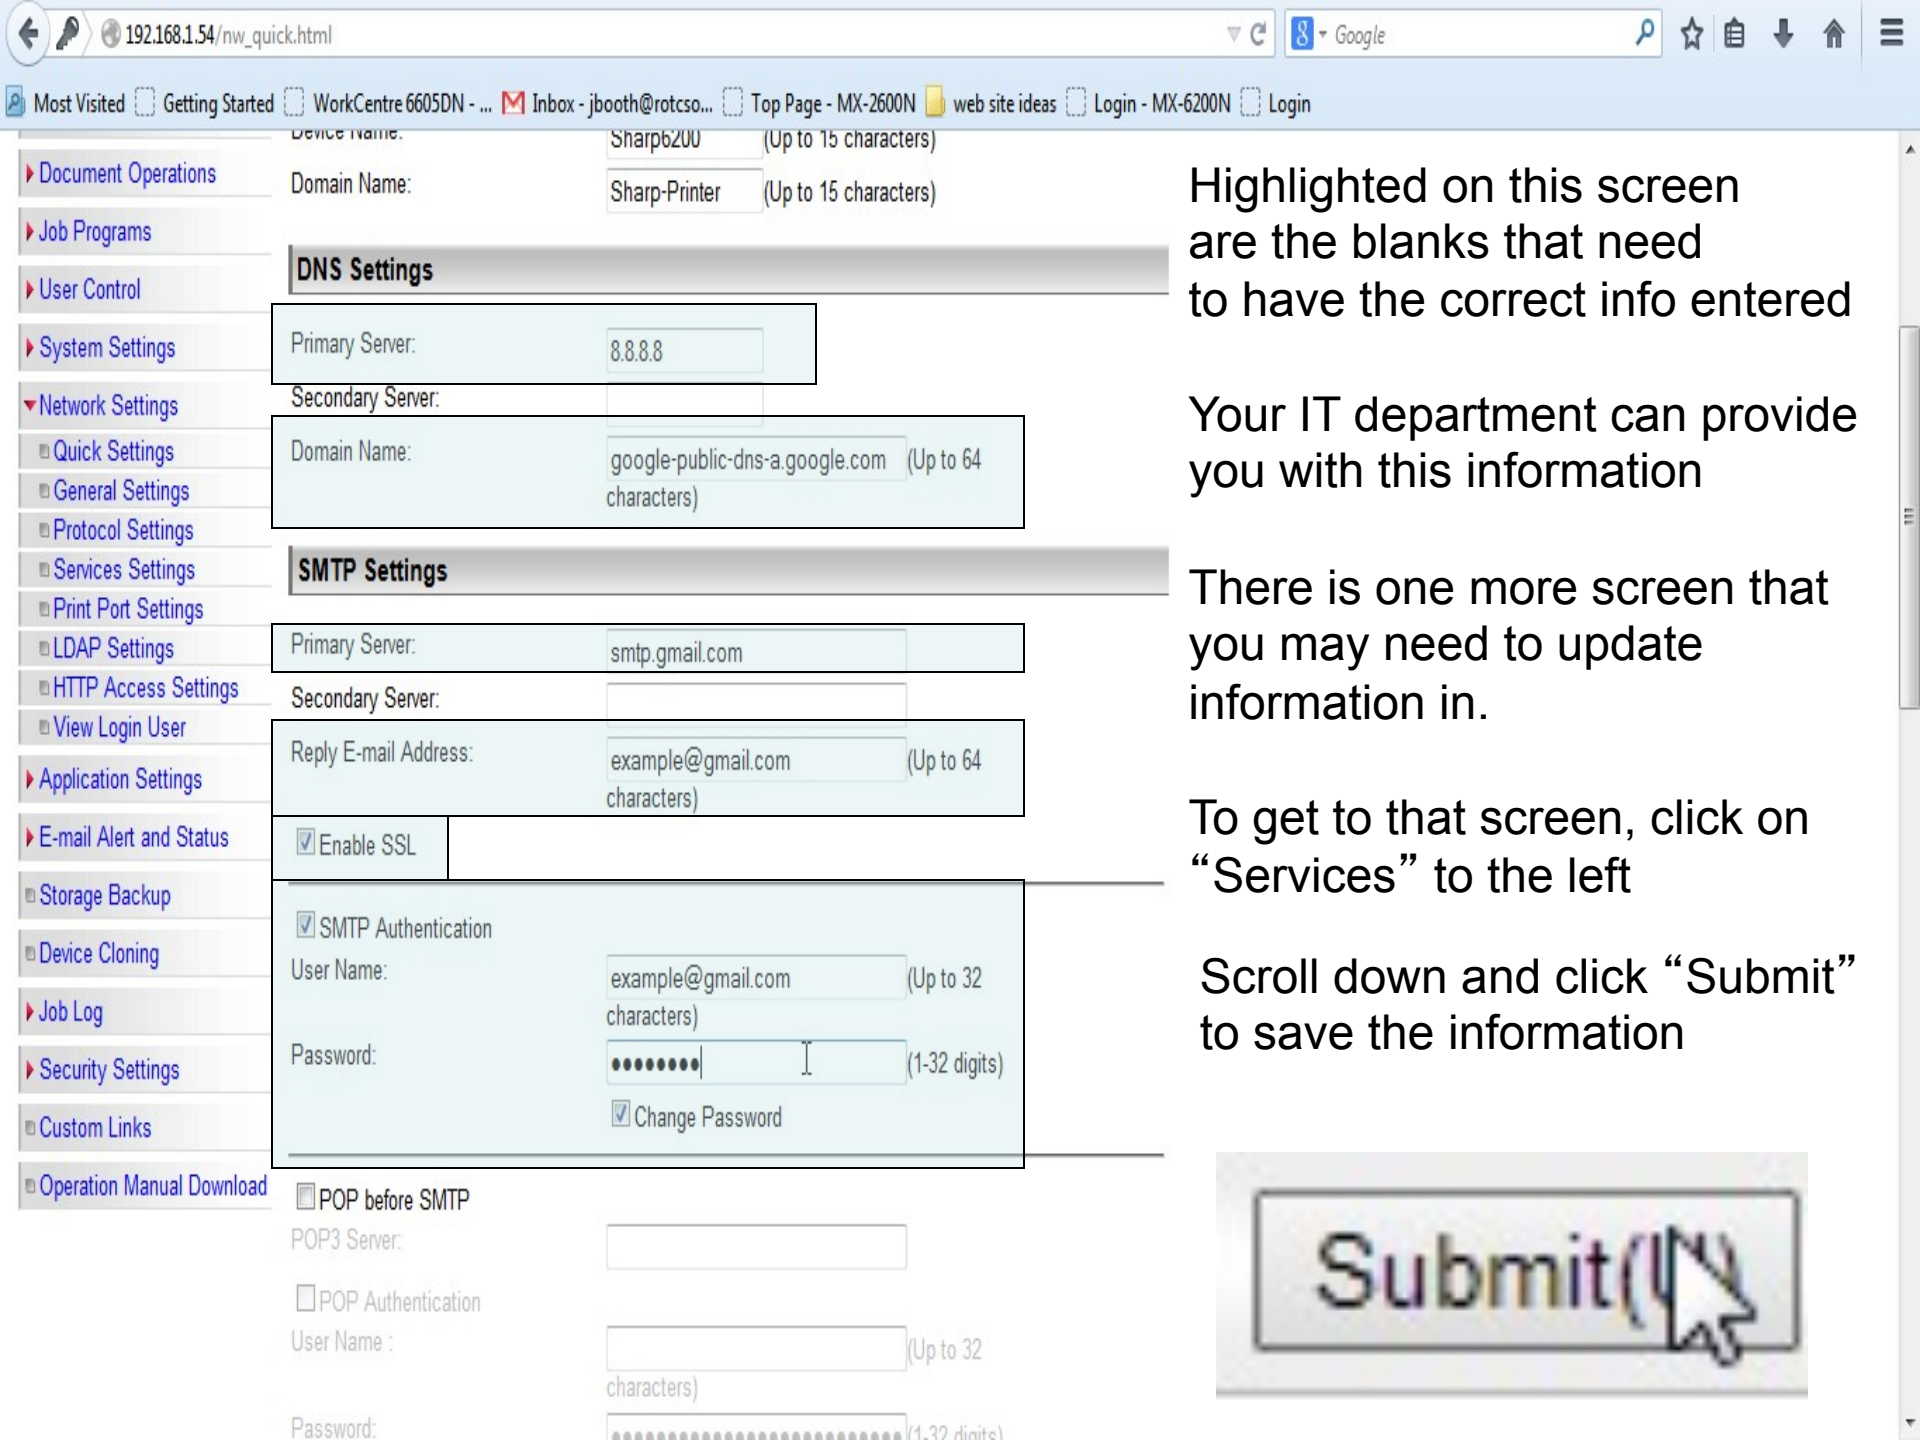 192.168.1.54/nw_quick.html
Google
Most Visited Getting Started WorkCentre 6605DN - ... Inbox - jbooth@rotcso... Top Page - MX-2600N web site ideas Login - MX-6200N Login
Document Operations
Job Programs
User Control
System Settings
Network Settings
Quick Settings
General Settings
Protocol Settings
Services Settings
Print Port Settings
LDAP Settings
HTTP Access Settings
View Login User
Application Settings
E-mail Alert and Status
Storage Backup
Device Cloning
Job Log
Security Settings
Custom Links
Operation Manual Download
Device Name: Sharp6200 (Up to 15 characters)
Domain Name: Sharp-Printer (Up to 15 characters)
DNS Settings
Primary Server: 8.8.8.8
Secondary Server:
Domain Name: google-public-dns-a.google.com (Up to 64
characters)
SMTP Settings
Primary Server: smtp.gmail.com
Secondary Server:
Reply E-mail Address: example@gmail.com (Up to 64
characters)
Enable SSL
SMTP Authentication
User Name: example@gmail.com (Up to 32
characters)
Password: •••••••• (1-32 digits)
Change Password
POP before SMTP
POP3 Server:
POP Authentication
User Name : (Up to 32
characters)
Password: (1-32 digits)
Highlighted on this screen
are the blanks that need
to have the correct info entered
Your IT department can provide
you with this information
There is one more screen that
you may need to update
information in.
To get to that screen, click on
“Services” to the left
Scroll down and click “Submit”
to save the information
Submit(U)